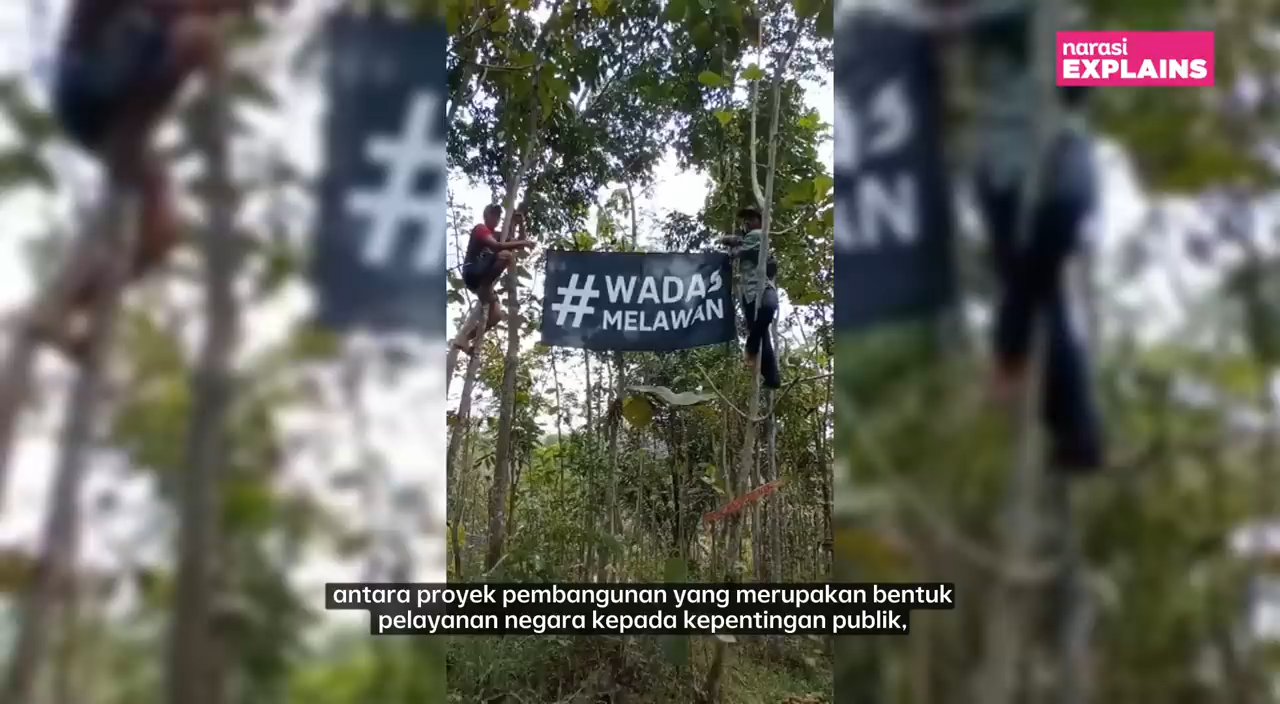 narasi
EXPLAINS
#WADAS
MELAWAN
antara proyek pembangunan yang merupakan bentuk
pelayanan negara kepada kepentingan publik,